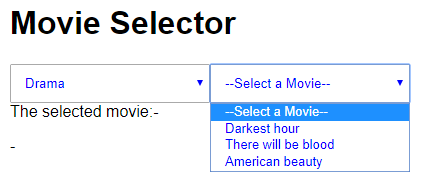 Movie Selector
Drama
--Select a Movie--
The selected movie:-
--Select a Movie--
Darkest hour
There will be blood
American beauty
-